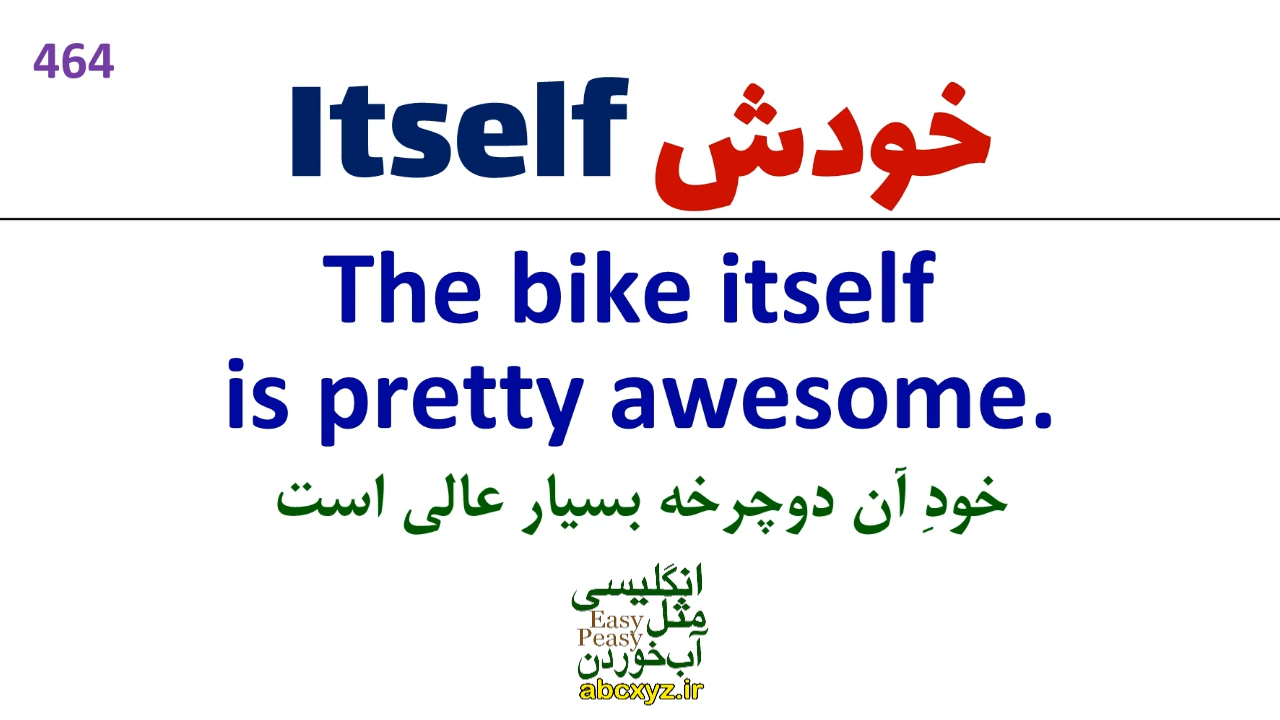 464
Itself خودش
The bike itself
is pretty awesome.
خودِ آن دوچرخه بسیار عالی است
انگلیسی
مثل
Easy
Peasy
آب‌خوردن
abcxyz.ir